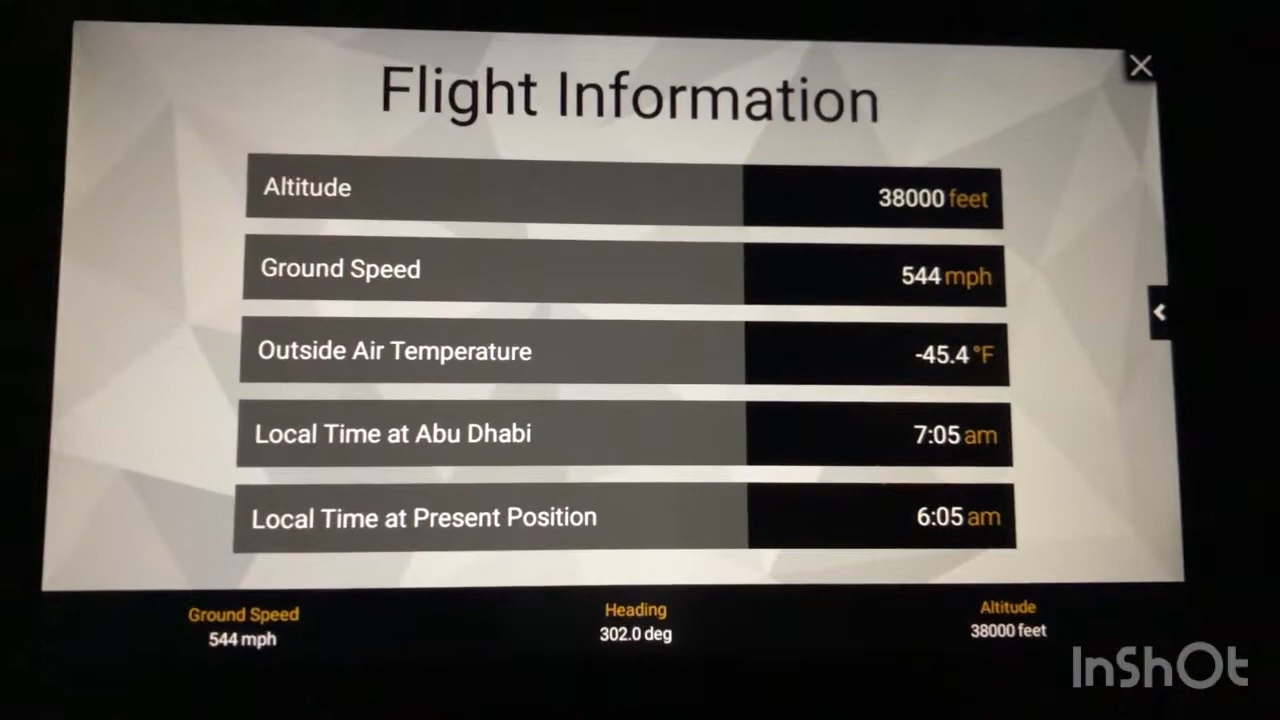 Flight Information
Altitude 38000 feet
Ground Speed 544 mph
Outside Air Temperature -45.4 °F
Local Time at Abu Dhabi 7:05 am
Local Time at Present Position 6:05 am
Ground Speed Heading Altitude
544 mph 302.0 deg 38000 feet
InShOt